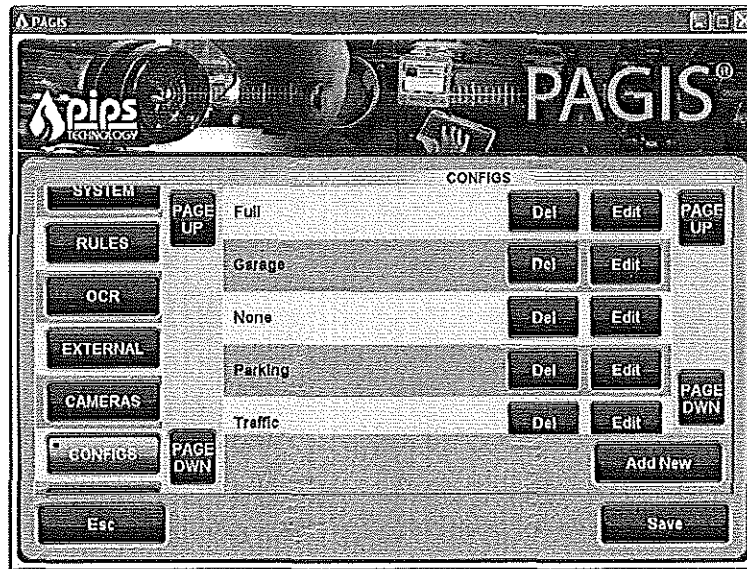 PAGIS
pips
TECHNOLOGY
PAGIS®
CONFIGS
SYSTEM
RULES
OCR
EXTERNAL
CAMERAS
CONFIGS
PAGE UP
PAGE DWN
Full Del Edit
Garage Del Edit
None Del Edit
Parking Del Edit
Traffic Del Edit
PAGE UP
PAGE DWN
Add New
Esc
Save